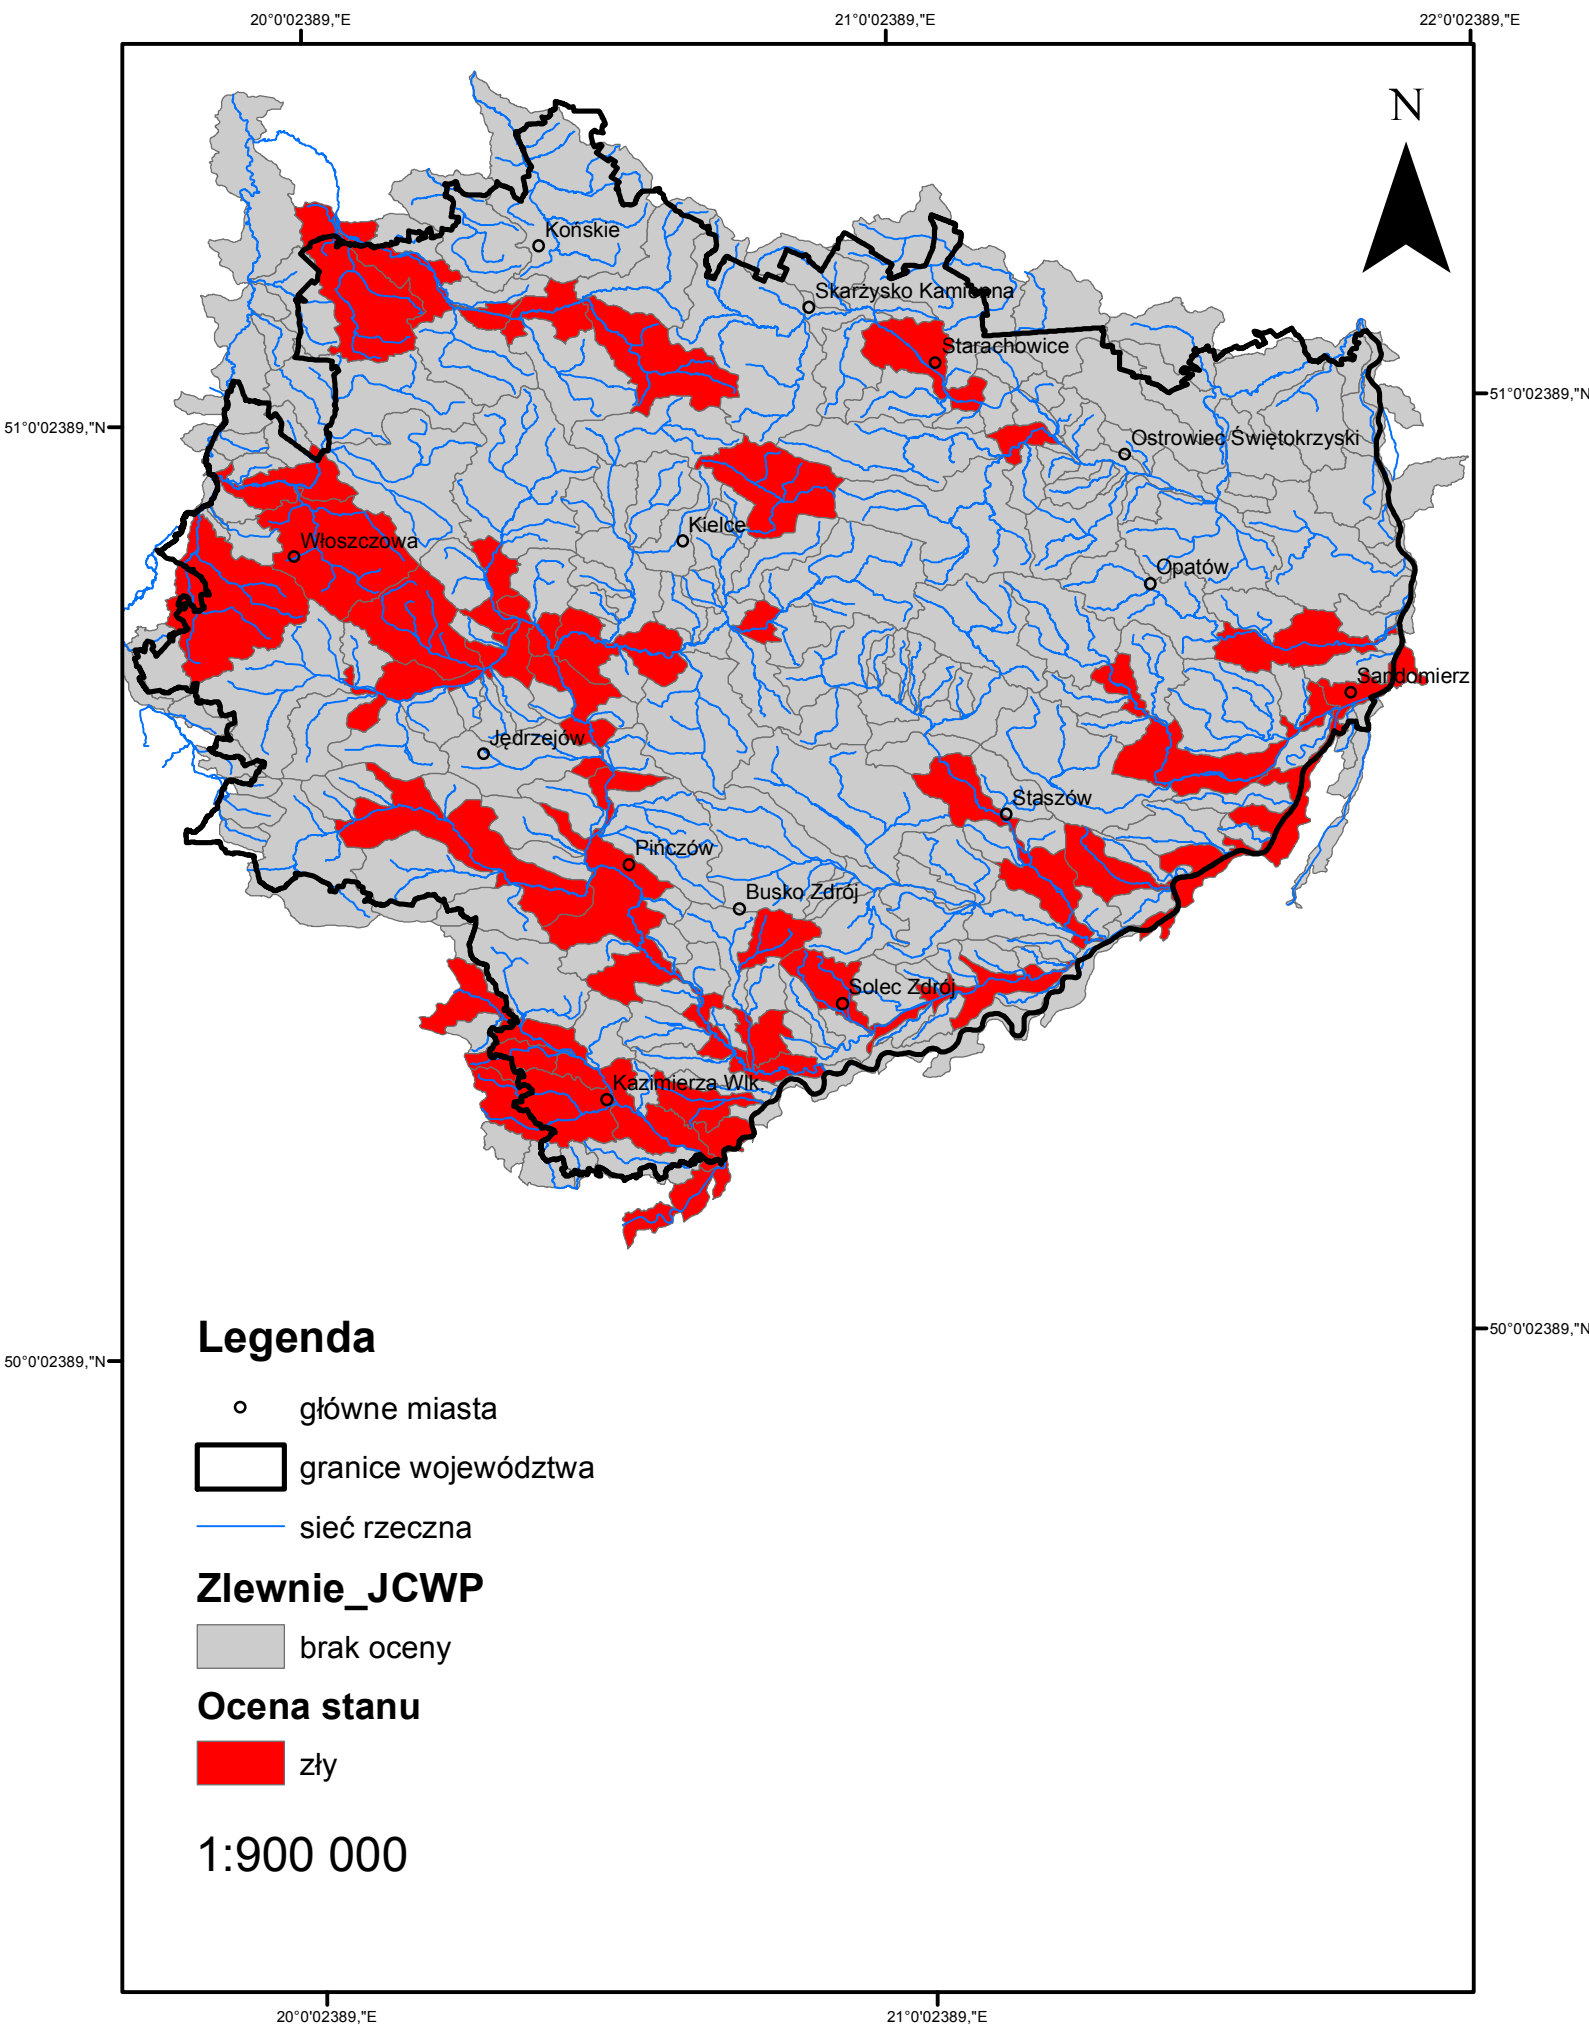 20°0'02389,"E
21°0'02389,"E
22°0'02389,"E
N
Końskie
Skarżysko Kamienna
Starachowice
51°0'02389,"N
51°0'02389,"N
Ostrowiec Świętokrzyski
Kielce
Włoszczowa
Opatów
Sandomierz
Jędrzejów
Staszów
Pińczów
Busko Zdrój
Solec Zdrój
Kazimierza Wlk.
50°0'02389,"N
50°0'02389,"N
Legenda
główne miasta
granice województwa
sieć rzeczna
Zlewnie_JCWP
brak oceny
Ocena stanu
zły
1:900 000
20°0'02389,"E
21°0'02389,"E